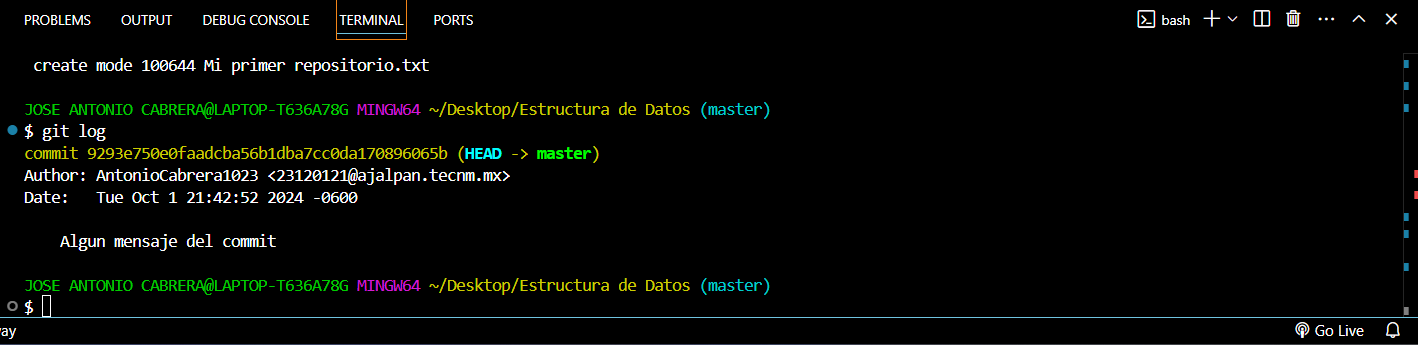 PROBLEMS OUTPUT DEBUG CONSOLE TERMINAL PORTS bash
create mode 100644 Mi primer repositorio.txt
JOSE ANTONIO CABRERA@LAPTOP-T636A78G MINGW64 ~/Desktop/Estructura de Datos (master)
$ git log
commit 9293e750e0faadcba56b1dba7cc0da170896065b (HEAD -> master)
Author: AntonioCabrera1023 <23120121@ajalpan.tecnm.mx>
Date:   Tue Oct 1 21:42:52 2024 -0600
Algun mensaje del commit
JOSE ANTONIO CABRERA@LAPTOP-T636A78G MINGW64 ~/Desktop/Estructura de Datos (master)
$
way Go Live